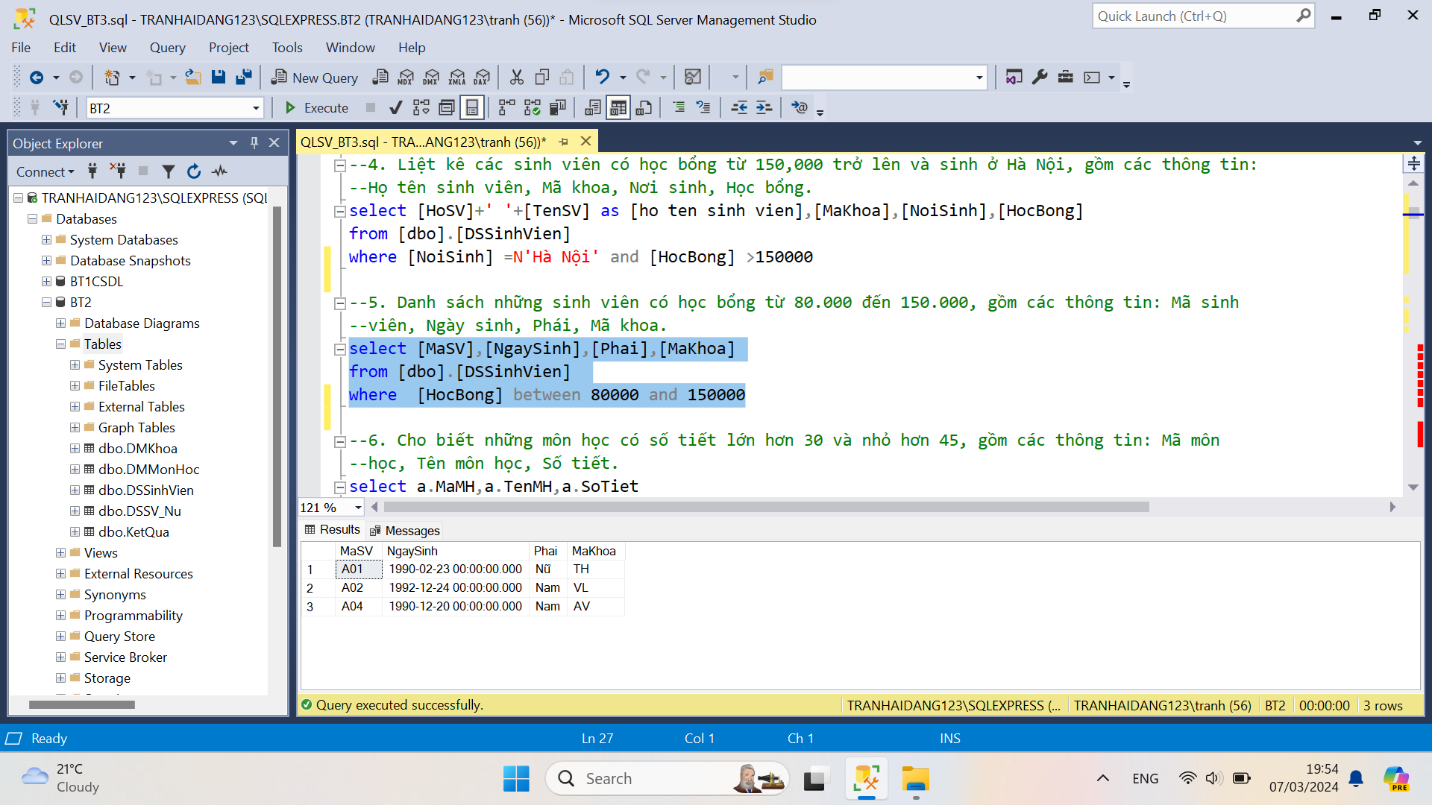 QLSV_BT3.sql - TRANHAIDANG123\SQLEXPRESS.BT2 (TRANHAIDANG123\tranh (56))* - Microsoft SQL Server Management Studio
Quick Launch (Ctrl+Q)
File Edit View Query Project Tools Window Help
New Query
MDX DMX XMLA DAX
BT2
Execute
Object Explorer
Connect
TRANHAIDANG123\SQLEXPRESS (SQL
Databases
System Databases
Database Snapshots
BT1CSDL
BT2
Database Diagrams
Tables
System Tables
FileTables
External Tables
Graph Tables
dbo.DMKhoa
dbo.DMMonHoc
dbo.DSSinhVien
dbo.DSSV_Nu
dbo.KetQua
Views
External Resources
Synonyms
Programmability
Query Store
Service Broker
Storage
QLSV_BT3.sql - TRA...ANG123\tranh (56))*
--4. Liệt kê các sinh viên có học bổng từ 150,000 trở lên và sinh ở Hà Nội, gồm các thông tin:
--Họ tên sinh viên, Mã khoa, Nơi sinh, Học bổng.
select [HoSV]+' '+[TenSV] as [ho ten sinh vien],[MaKhoa],[NoiSinh],[HocBong]
from [dbo].[DSSinhVien]
where [NoiSinh] =N'Hà Nội' and [HocBong] >150000
--5. Danh sách những sinh viên có học bổng từ 80.000 đến 150.000, gồm các thông tin: Mã sinh
--viên, Ngày sinh, Phái, Mã khoa.
select [MaSV],[NgaySinh],[Phai],[MaKhoa]
from [dbo].[DSSinhVien]
where  [HocBong] between 80000 and 150000
--6. Cho biết những môn học có số tiết lớn hơn 30 và nhỏ hơn 45, gồm các thông tin: Mã môn
--học, Tên môn học, Số tiết.
select a.MaMH,a.TenMH,a.SoTiet
121 %
Results Messages
MaSV NgaySinh Phai MaKhoa
1 A01 1990-02-23 00:00:00.000 Nữ TH
2 A02 1992-12-24 00:00:00.000 Nam VL
3 A04 1990-12-20 00:00:00.000 Nam AV
Query executed successfully.
TRANHAIDANG123\SQLEXPRESS (... TRANHAIDANG123\tranh (56) BT2 00:00:00 3 rows
Ready Ln 27 Col 1 Ch 1 INS
21°C
Cloudy
Search
ENG
19:54
07/03/2024
PRE